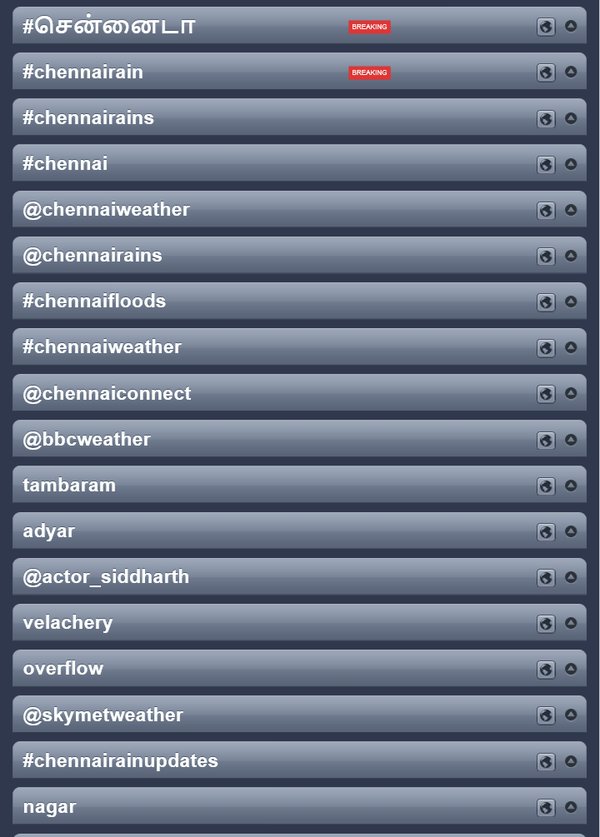 #சென்னைடா
BREAKING
#chennairain
BREAKING
#chennairains
#chennai
@chennaiweather
@chennairains
#chennaifloods
#chennaiweather
@chennaiconnect
@bbcweather
tambaram
adyar
@actor_siddharth
velachery
overflow
@skymetweather
#chennairainupdates
nagar